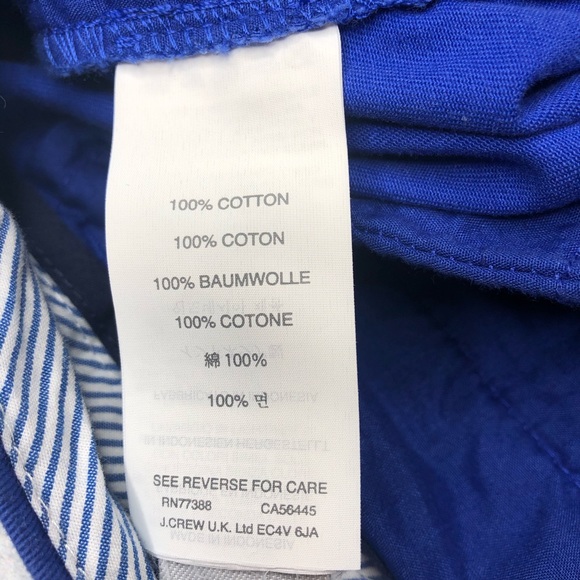 100% COTTON
100% COTON
100% BAUMWOLLE
100% COTONE
綿 100%
100% 면
SEE REVERSE FOR CARE
RN77388 CA56445
J.CREW U.K. Ltd EC4V 6JA